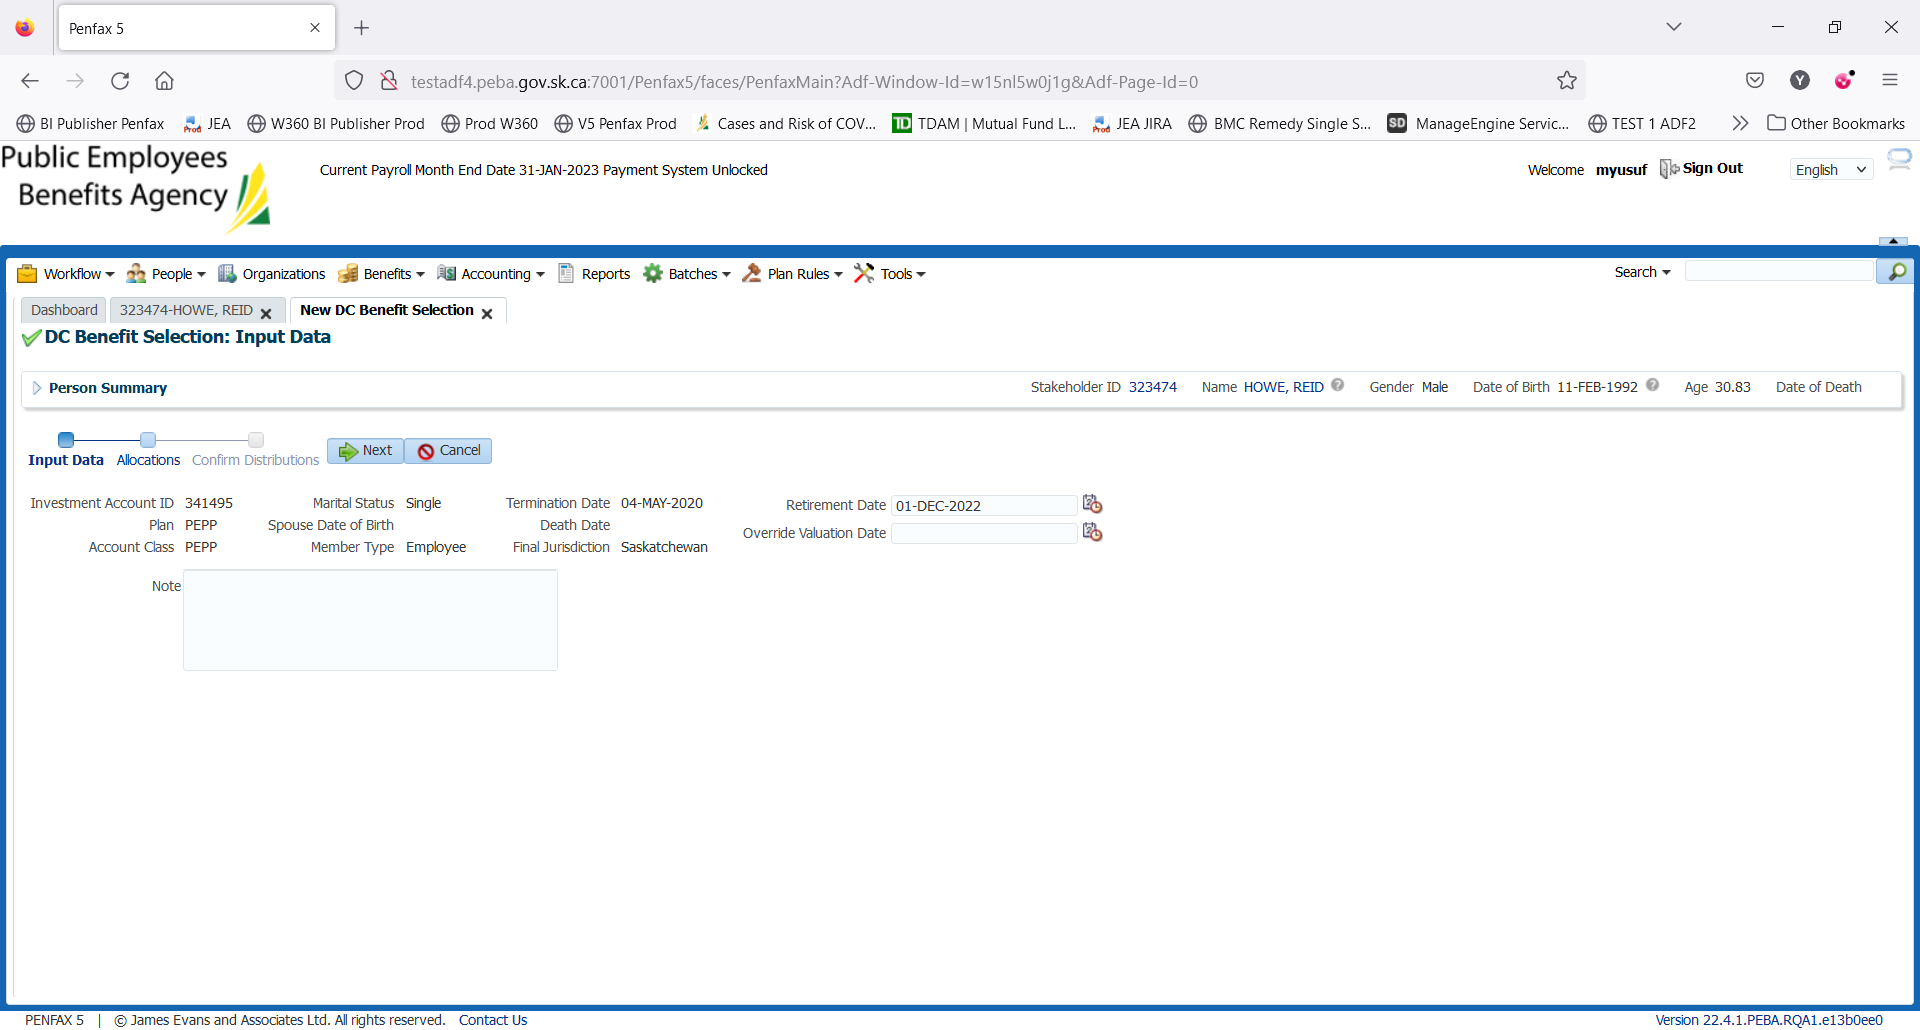 Penfax 5
testadf4.peba.gov.sk.ca:7001/Penfax5/faces/PenfaxMain?Adf-Window-Id=w15nl5w0j1g&Adf-Page-Id=0
Y
BI Publisher Penfax JEA W360 BI Publisher Prod Prod W360 V5 Penfax Prod Cases and Risk of COV... TD TDAM | Mutual Fund L... JEA JIRA BMC Remedy Single S... SD ManageEngine Servic... TEST 1 ADF2 Other Bookmarks
Public Employees
Benefits Agency
Current Payroll Month End Date 31-JAN-2023 Payment System Unlocked
Welcome myusuf Sign Out English
Workflow People Organizations Benefits Accounting Reports Batches Plan Rules Tools Search
Dashboard 323474-HOWE, REID New DC Benefit Selection
DC Benefit Selection: Input Data
Person Summary Stakeholder ID 323474 Name HOWE, REID Gender Male Date of Birth 11-FEB-1992 Age 30.83 Date of Death
Input Data Allocations Confirm Distributions Next Cancel
Investment Account ID 341495 Marital Status Single Termination Date 04-MAY-2020 Retirement Date 01-DEC-2022
Plan PEPP Spouse Date of Birth Death Date Override Valuation Date
Account Class PEPP Member Type Employee Final Jurisdiction Saskatchewan
Note
PENFAX 5 | © James Evans and Associates Ltd. All rights reserved. Contact Us Version 22.4.1.PEBA.RQA1.e13b0ee0